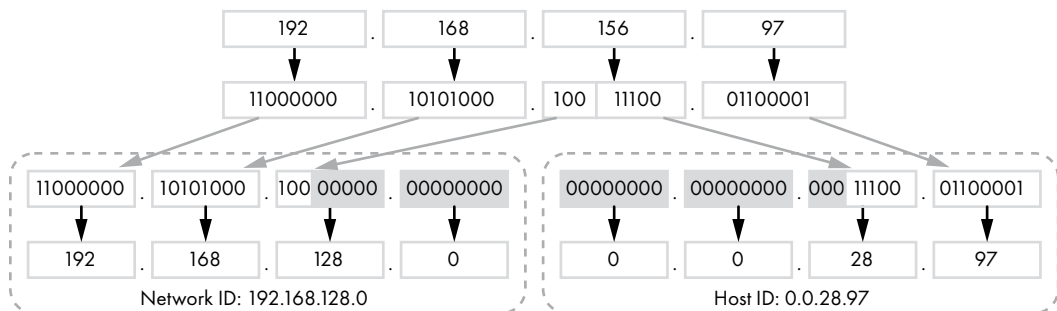 192 . 168 . 156 . 97
11000000 . 10101000 . 100 11100 . 01100001
11000000 . 10101000 . 100 00000 . 00000000
00000000 . 00000000 . 000 11100 . 01100001
192 . 168 . 128 . 0
0 . 0 . 28 . 97
Network ID: 192.168.128.0
Host ID: 0.0.28.97